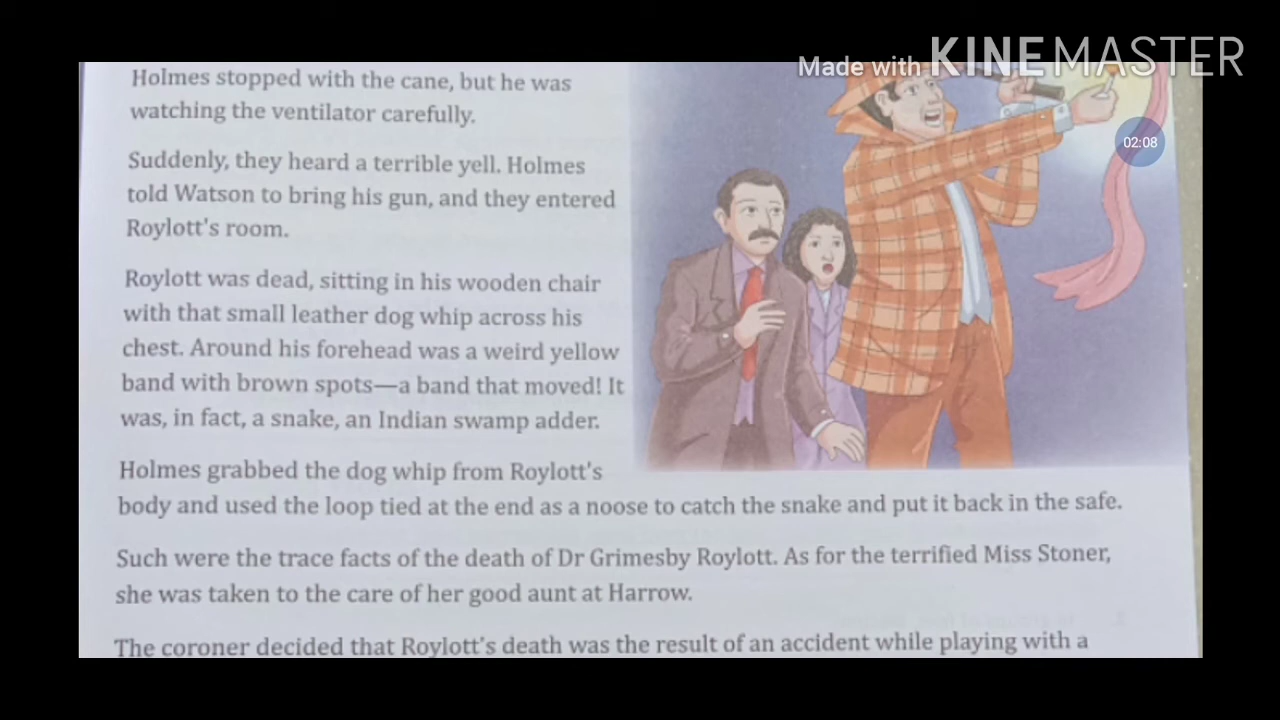 Made with KINEMASTER
02:08
Holmes stopped with the cane, but he was
watching the ventilator carefully.
Suddenly, they heard a terrible yell. Holmes
told Watson to bring his gun, and they entered
Roylott's room.
Roylott was dead, sitting in his wooden chair
with that small leather dog whip across his
chest. Around his forehead was a weird yellow
band with brown spots—a band that moved! It
was, in fact, a snake, an Indian swamp adder.
Holmes grabbed the dog whip from Roylott's
body and used the loop tied at the end as a noose to catch the snake and put it back in the safe.
Such were the trace facts of the death of Dr Grimesby Roylott. As for the terrified Miss Stoner,
she was taken to the care of her good aunt at Harrow.
The coroner decided that Roylott's death was the result of an accident while playing with a